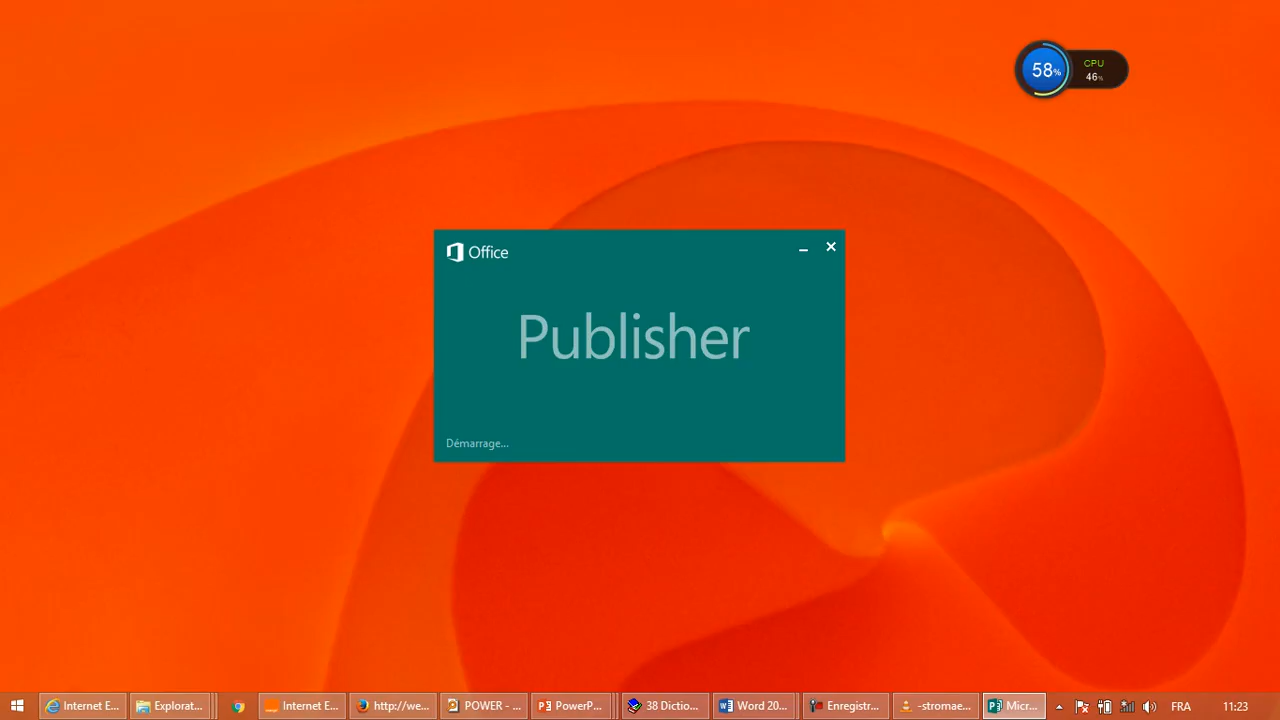 58%
CPU
46%
Office
Publisher
Démarrage...
Internet E...
Explorat...
Internet E...
http://we...
POWER - ...
PowerP...
38 Dictio...
Word 20...
Enregistr...
-stromae...
Micr...
FRA
11:23